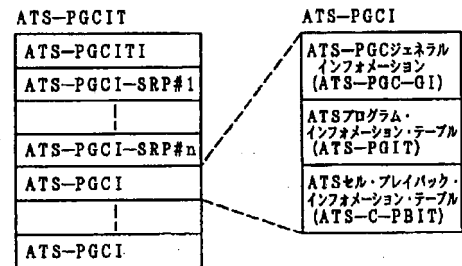 ATS-PGCIT
ATS-PGCITI
ATS-PGCI-SRP#1
ATS-PGCI-SRP#n
ATS-PGCI
ATS-PGCI
ATS-PGCI
ATS-PGCジェネラル
インフォメーション
(ATS-PGC-GI)
ATSプログラム・
インフォメーション・テーブル
(ATS-PGIT)
ATSセル・プレイバック・
インフォメーション・テーブル
(ATS-C-PBIT)